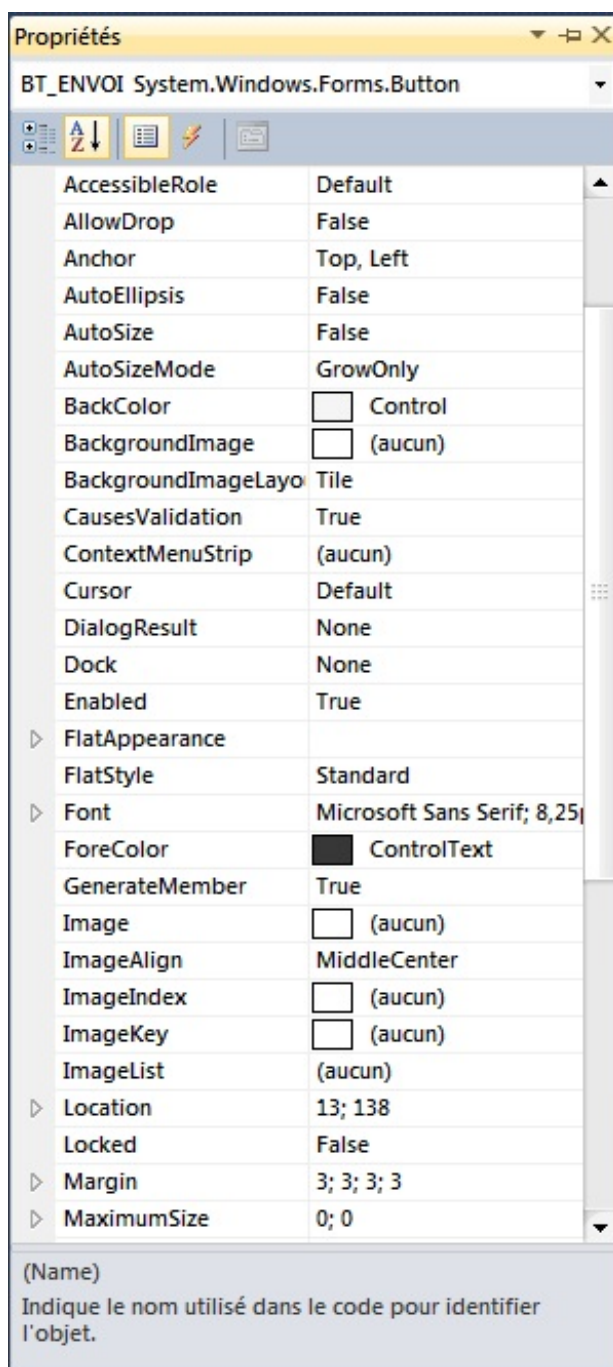 Propriétés
BT_ENVOI System.Windows.Forms.Button
AccessibleRole Default
AllowDrop False
Anchor Top, Left
AutoEllipsis False
AutoSize False
AutoSizeMode GrowOnly
BackColor Control
BackgroundImage (aucun)
BackgroundImageLayo Tile
CausesValidation True
ContextMenuStrip (aucun)
Cursor Default
DialogResult None
Dock None
Enabled True
FlatAppearance
FlatStyle Standard
Font Microsoft Sans Serif; 8,25p
ForeColor ControlText
GenerateMember True
Image (aucun)
ImageAlign MiddleCenter
ImageIndex (aucun)
ImageKey (aucun)
ImageList (aucun)
Location 13; 138
Locked False
Margin 3; 3; 3; 3
MaximumSize 0; 0
(Name)
Indique le nom utilisé dans le code pour identifier
l'objet.